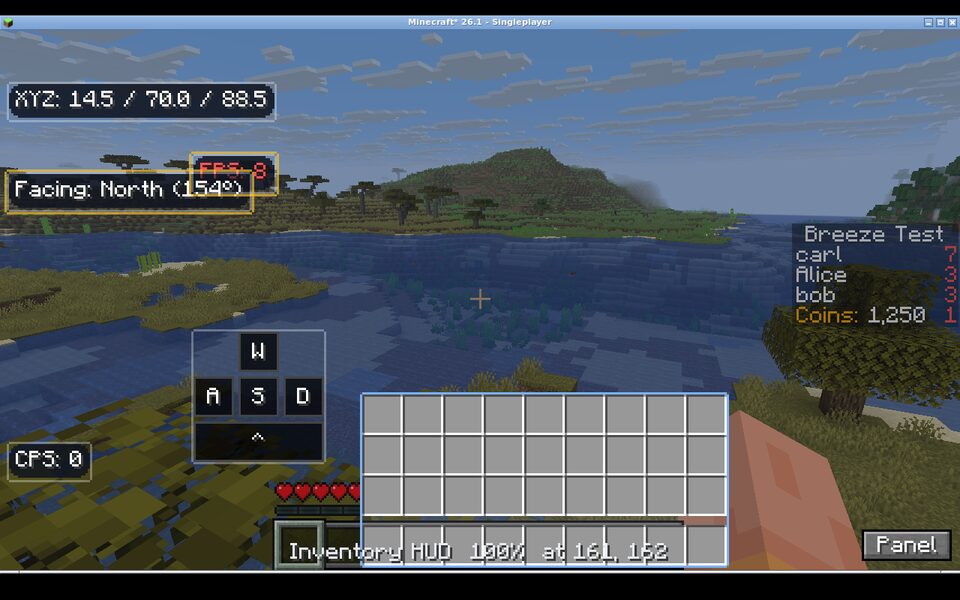 Minecraft* 26.1 - Singleplayer
XYZ: 14.5 / 70.0 / 88.5
FPS: 8
Facing: North (154°)
Breeze Test
carl 7
Alice 3
bob 3
Coins: 1,250 1
W
A S D
^
CPS: 0
Inventory HUD 100% at 161, 162
Panel